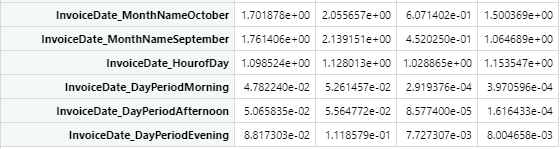 InvoiceDate_MonthNameOctober 1.701878e+00 2.055657e+00 6.071402e-01 1.500369e+00
InvoiceDate_MonthNameSeptember 1.761406e+00 2.139151e+00 4.520250e-01 1.064689e+00
InvoiceDate_HourofDay 1.098524e+00 1.128013e+00 1.028865e+00 1.153547e+00
InvoiceDate_DayPeriodMorning 4.782240e-02 5.261457e-02 2.919376e-04 3.970596e-04
InvoiceDate_DayPeriodAfternoon 5.065835e-02 5.564772e-02 8.577400e-05 1.616433e-04
InvoiceDate_DayPeriodEvening 8.817303e-02 1.118579e-01 7.727307e-03 8.004658e-03